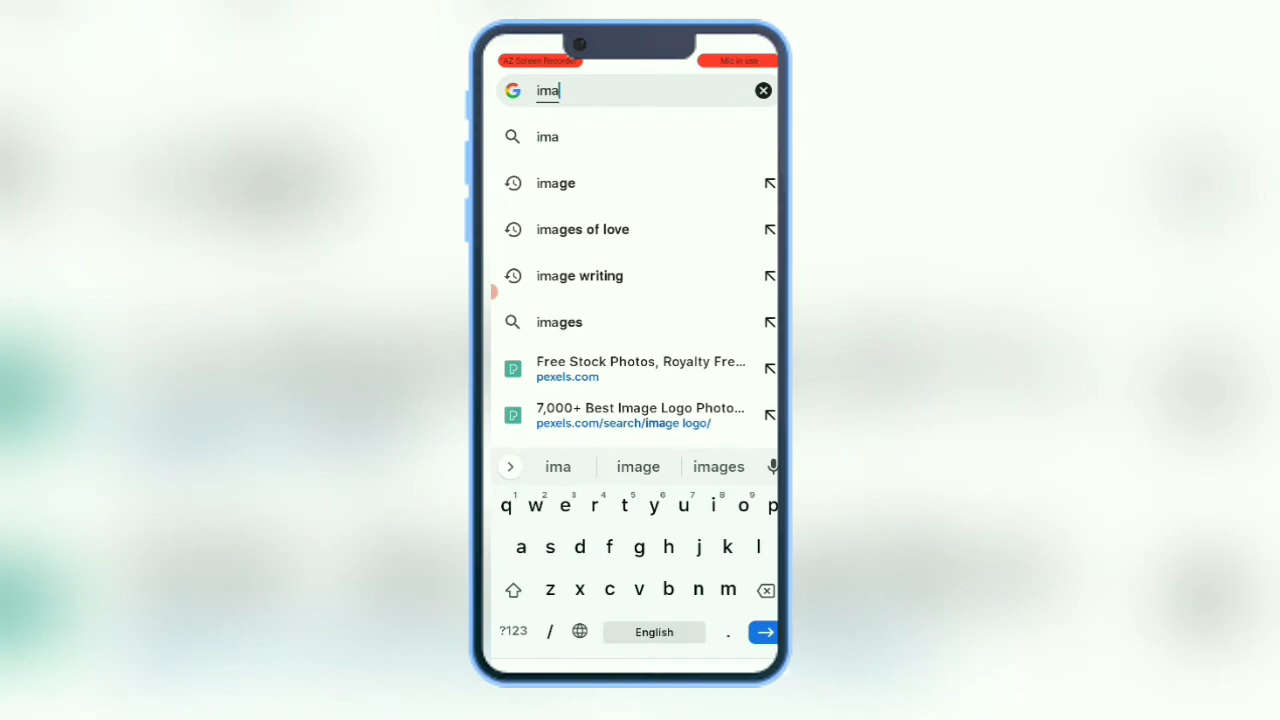 AZ Screen Recorder
Mic in use
ima
ima
image
images of love
image writing
images
Free Stock Photos, Royalty Fre...
pexels.com
7,000+ Best Image Logo Photo...
pexels.com/search/image logo/
ima image images
1 2 3 4 5 6 7 8 9
q w e r t y u i o p
a s d f g h j k l
z x c v b n m
?123 / English .